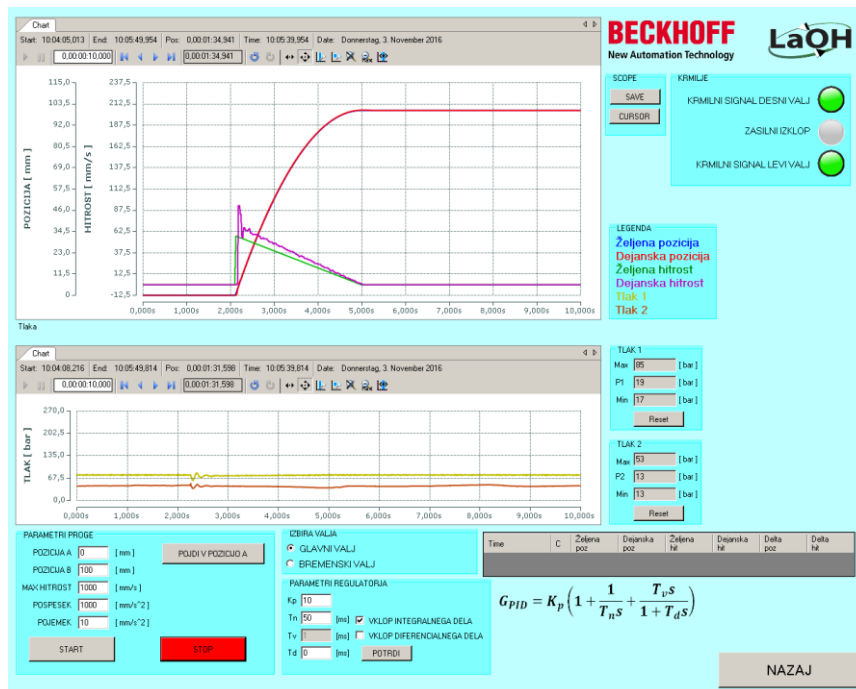 Chart
Start: 10:04:05,013 End: 10:05:49,954 Pos: 0,00:01:34,941 Time: 10:05:39,954 Date: Donnerstag, 3. November 2016
0,00:00:10,000 0,00:01:34,941
POZICIJA [ mm ]
115,0
103,5
92,0
80,5
69,0
57,5
46,0
34,5
23,0
11,5
0
HITROST [ mm/s ]
237,5
212,5
187,5
162,5
137,5
112,5
87,5
62,5
37,5
12,5
-12,5
0,000s 1,000s 2,000s 3,000s 4,000s 5,000s 6,000s 7,000s 8,000s 9,000s 10,000s
BECKHOFF
New Automation Technology
LaOH
SCOPE
SAVE
CURSOR
KRMILJE
KRMILNI SIGNAL DESNI VALJ
ZASILNI IZKLOP
KRMILNI SIGNAL LEVI VALJ
LEGENDA
Željena pozicija
Dejanska pozicija
Željena hitrost
Dejanska hitrost
Tlak 1
Tlak 2
Tlaka
Chart
Start: 10:04:08,216 End: 10:05:49,814 Pos: 0,00:01:31,598 Time: 10:05:39,814 Date: Donnerstag, 3. November 2016
0,00:00:10,000 0,00:01:31,598
TLAK [ bar ]
270,0
202,5
135,0
67,5
0,0
0,000s 1,000s 2,000s 3,000s 4,000s 5,000s 6,000s 7,000s 8,000s 9,000s 10,000s
TLAK 1
Max 85 [ bar ]
P1 19 [ bar ]
Min 17 [ bar ]
Reset
TLAK 2
Max 53 [ bar ]
P2 13 [ bar ]
Min 13 [ bar ]
Reset
PARAMETRI PROGE
POZICIJA A 0 [ mm ]
POZICIJA B 100 [ mm ]
MAX HITROST 1000 [ mm/s ]
POSPESEK 1000 [ mm/s^2 ]
POJEMEK 10 [ mm/s^2 ]
POJDI V POZICIJO A
START
STOP
IZBIRA VALJA
GLAVNI VALJ
BREMENSKI VALJ
PARAMETRI REGULATORJA
Kp 10
Tn 50 [ms] VKLOP INTEGRALNEGA DELA
Tv 1 [ms] VKLOP DIFERENCIALNEGA DELA
Td 0 [ms] POTRDI
Time C Željena poz Dejanska poz Željena hit Dejanska hit Delta poz Delta hit
G_PID = K_p (1 + 1/(T_n s) + T_v s/(1 + T_d s))
NAZAJ